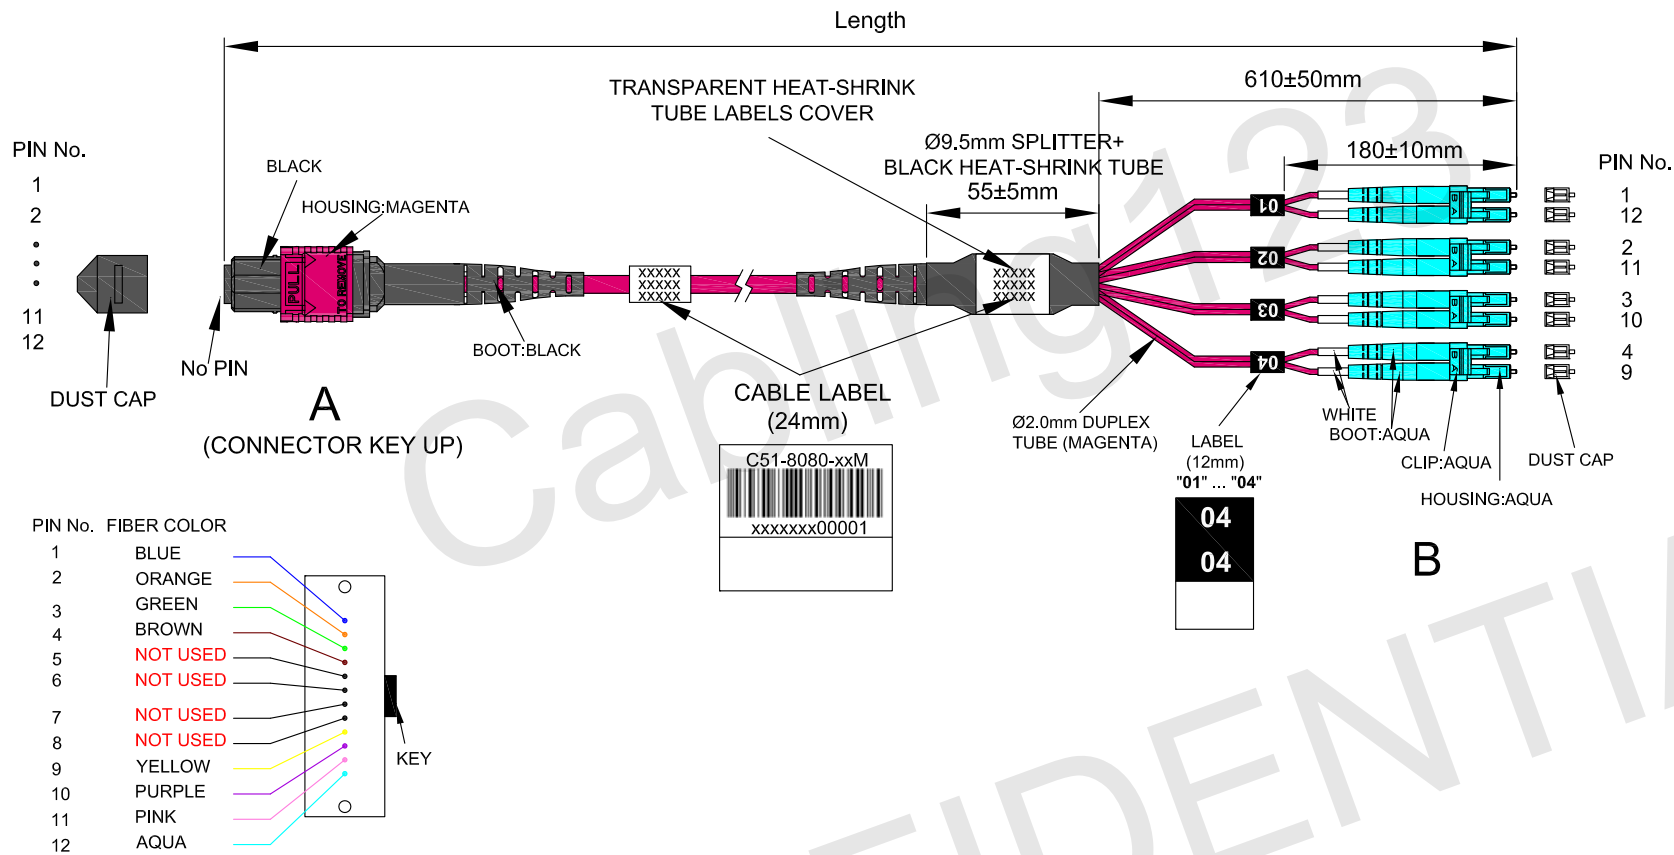 Length
610±50mm
TRANSPARENT HEAT-SHRINK
TUBE LABELS COVER
Ø9.5mm SPLITTER+
BLACK HEAT-SHRINK TUBE
55±5mm
180±10mm
PIN No.
1
2
11
12
BLACK
HOUSING:MAGENTA
PULL
TO REMOVE
No PIN
DUST CAP
BOOT:BLACK
A
(CONNECTOR KEY UP)
XXXXX
XXXXX
XXXXX
XXXXX
XXXXX
XXXXX
CABLE LABEL
(24mm)
C51-8080-xxM
xxxxxxx00001
01
02
03
04
Ø2.0mm DUPLEX
TUBE (MAGENTA)
LABEL
(12mm)
"01" ... "04"
04
04
B A
B A
WHITE
BOOT:AQUA
CLIP:AQUA
HOUSING:AQUA
DUST CAP
B
PIN No.
1
12
2
11
3
10
4
9
PIN No. FIBER COLOR
1 BLUE
2 ORANGE
3 GREEN
4 BROWN
5 NOT USED
6 NOT USED
7 NOT USED
8 NOT USED
9 YELLOW
10 PURPLE
11 PINK
12 AQUA
KEY
Cabling123
FIDENTIA